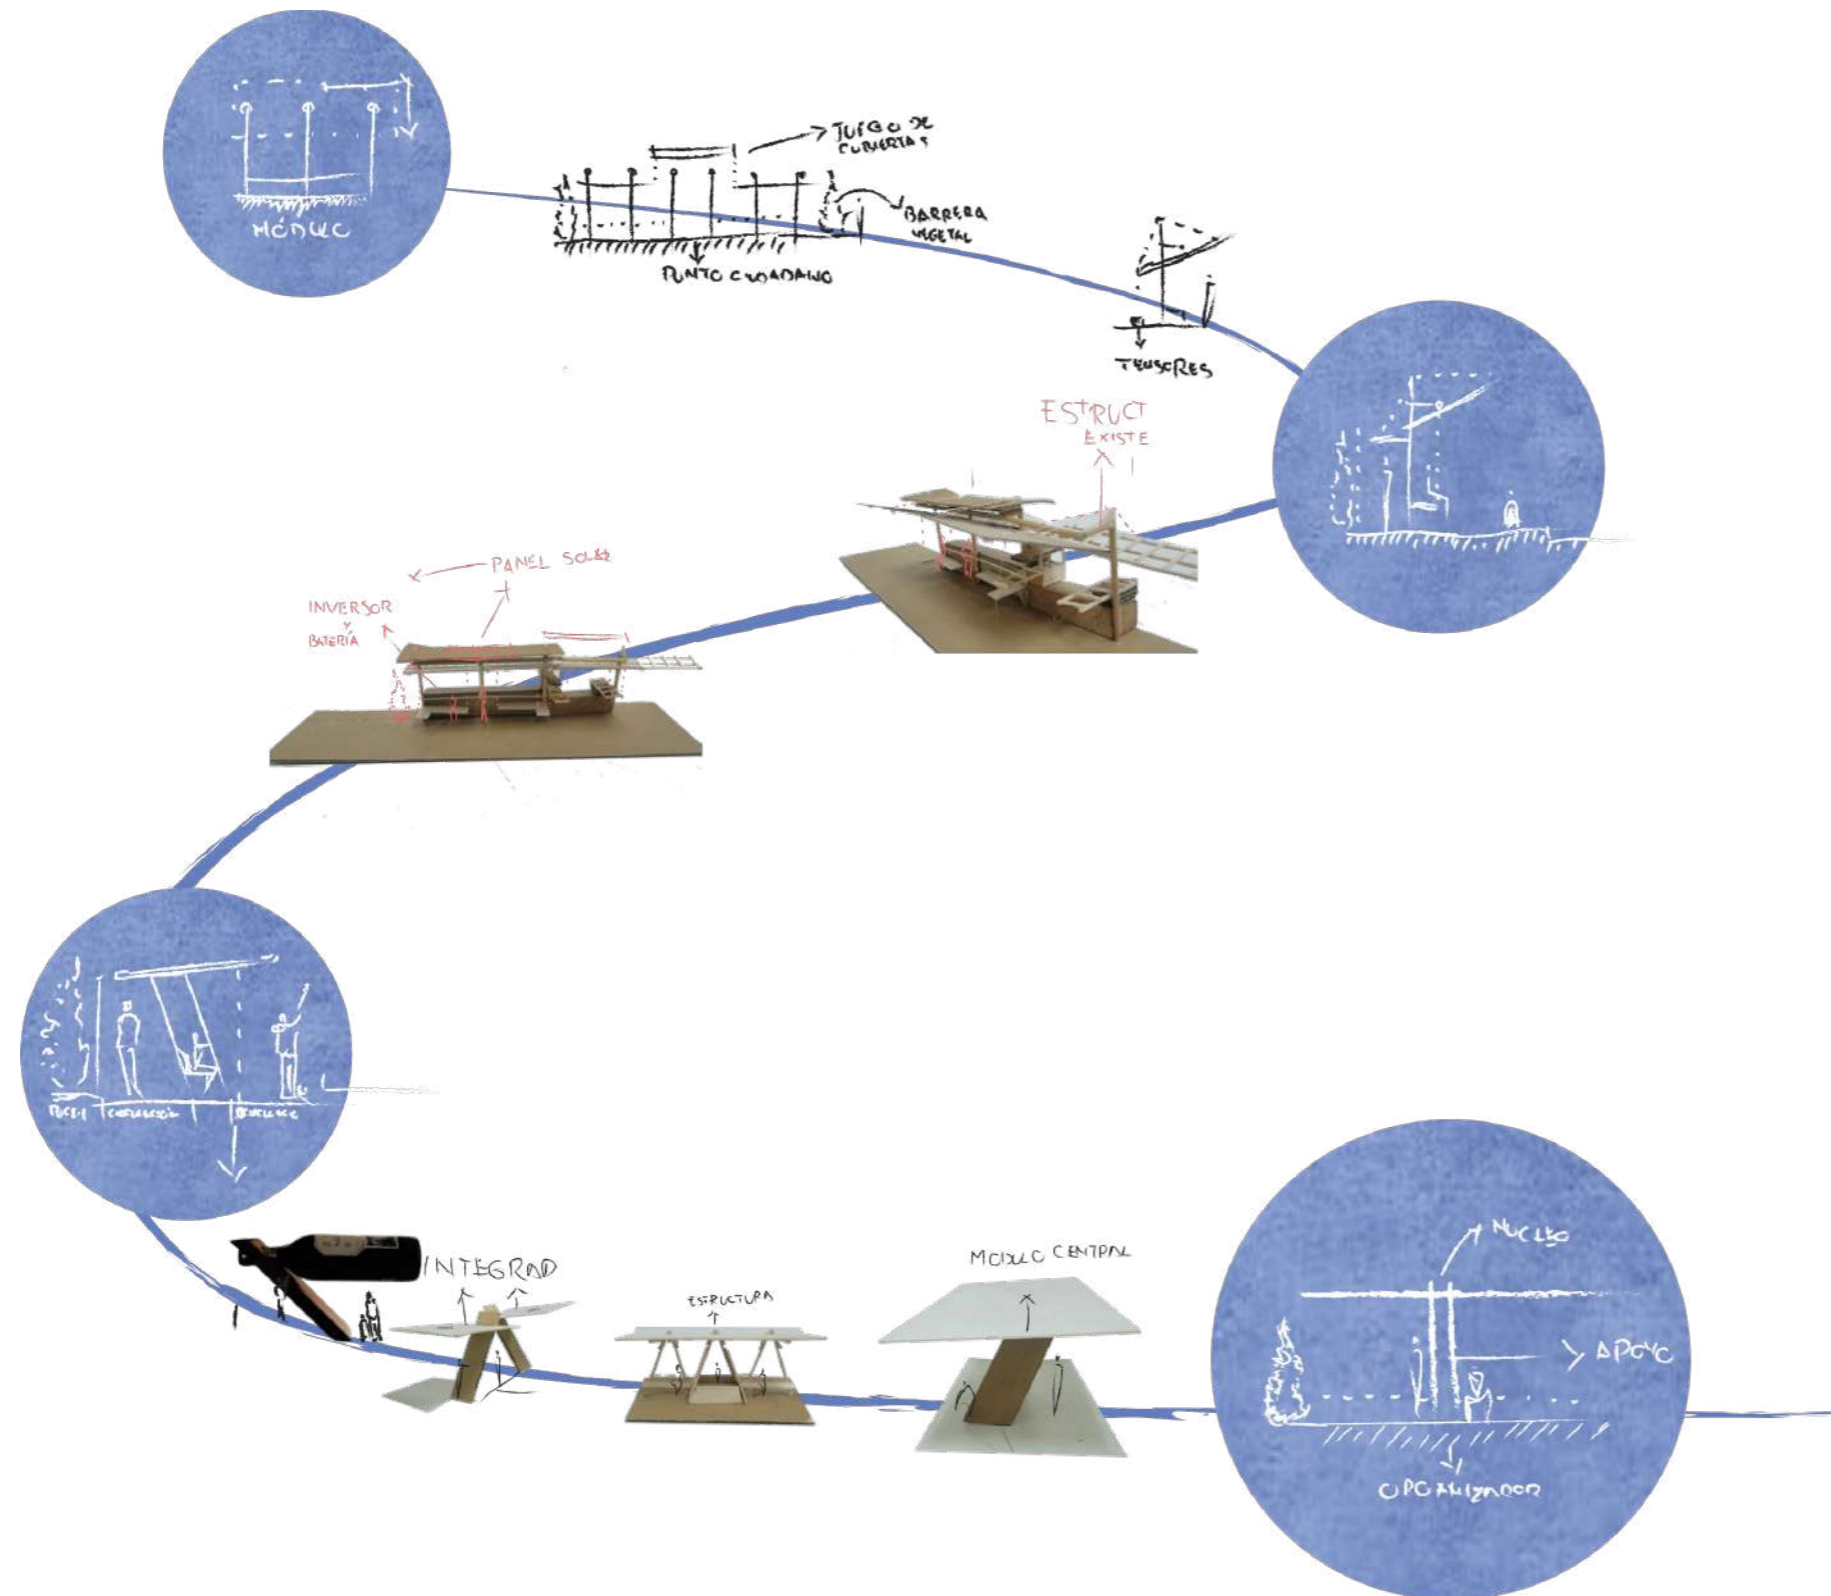 MÓDULO
JUEGO DE
CUBIERTAS
BARRERA
VEGETAL
PUNTO CIUDADANO
TENSORES
ESTRUCT
EXISTE
PANEL SOLAR
INVERSOR
Y
BATERÍA
INTEGRAD
ESTRUCTURA
MODULO CENTRAL
NUCLEO
APOYO
ORGANIZADOR